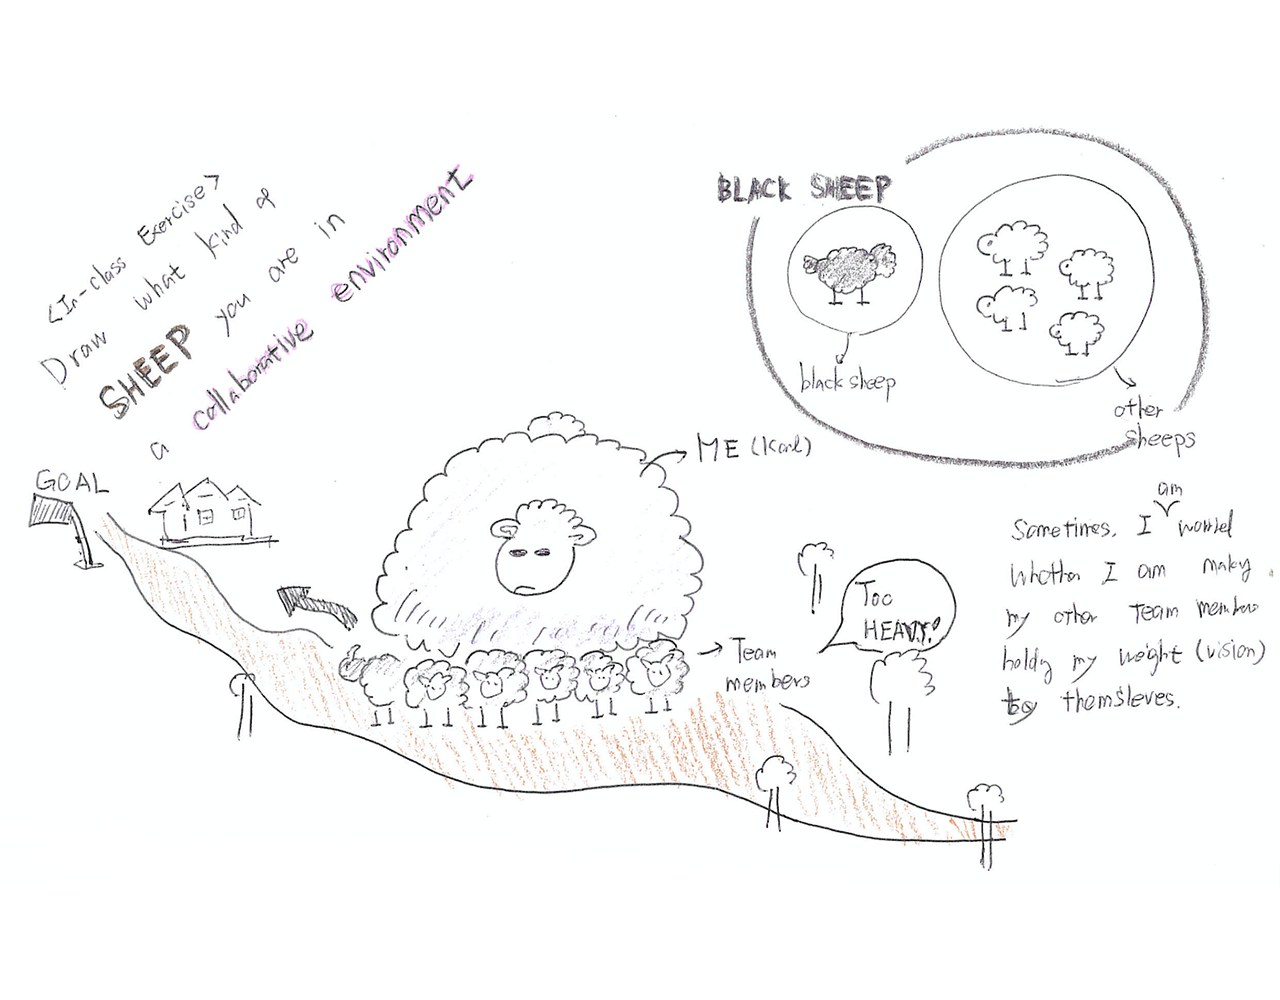 <In-class Exercise>
Draw what kind of
SHEEP you are in
a collaborative environment
BLACK SHEEP
black sheep
other
sheeps
GOAL
ME (Karl)
Team
members
Too
HEAVY!
Sometimes. I am worried
whether I am making
my other team members
holdy my weight (vision)
by themsleves.